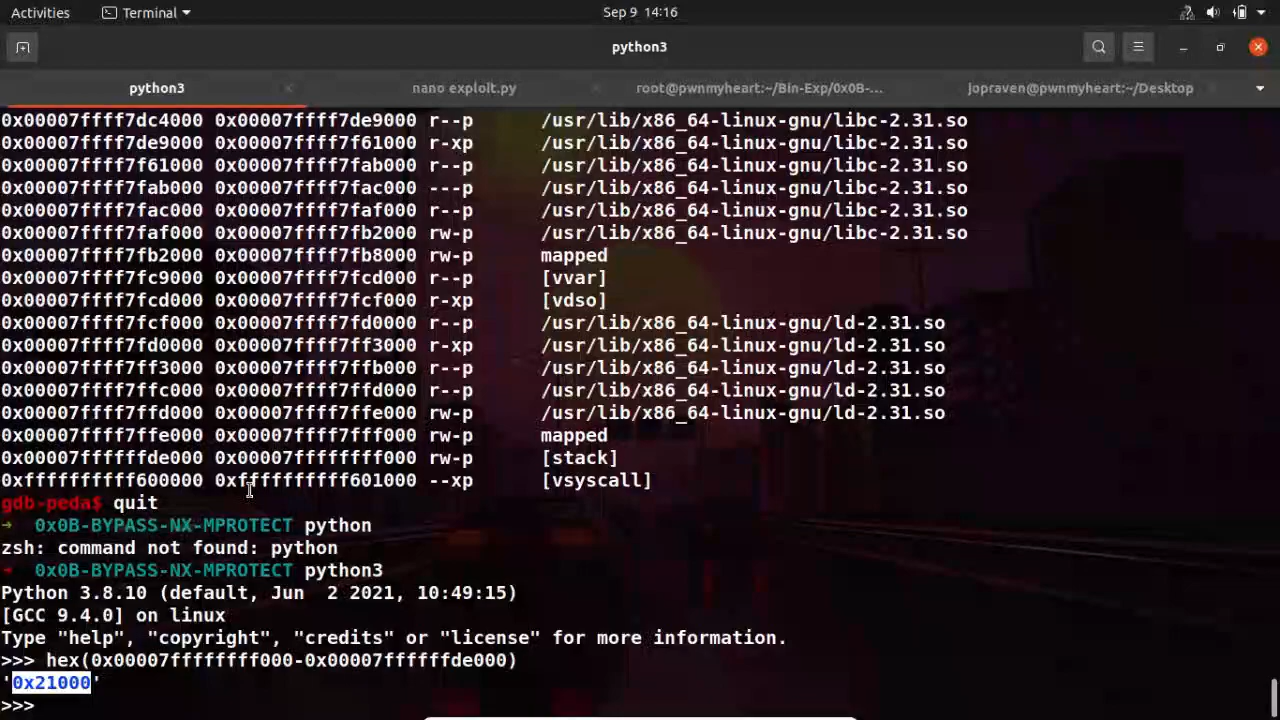 Activities Terminal Sep 9 14:16
python3
python3 nano exploit.py root@pwnmyheart:~/Bin-Exp/0x0B-... jopraven@pwnmyheart:~/Desktop
0x00007ffff7dc4000 0x00007ffff7de9000 r--p /usr/lib/x86_64-linux-gnu/libc-2.31.so
0x00007ffff7de9000 0x00007ffff7f61000 r-xp /usr/lib/x86_64-linux-gnu/libc-2.31.so
0x00007ffff7f61000 0x00007ffff7fab000 r--p /usr/lib/x86_64-linux-gnu/libc-2.31.so
0x00007ffff7fab000 0x00007ffff7fac000 ---p /usr/lib/x86_64-linux-gnu/libc-2.31.so
0x00007ffff7fac000 0x00007ffff7faf000 r--p /usr/lib/x86_64-linux-gnu/libc-2.31.so
0x00007ffff7faf000 0x00007ffff7fb2000 rw-p /usr/lib/x86_64-linux-gnu/libc-2.31.so
0x00007ffff7fb2000 0x00007ffff7fb8000 rw-p mapped
0x00007ffff7fc9000 0x00007ffff7fcd000 r--p [vvar]
0x00007ffff7fcd000 0x00007ffff7fcf000 r-xp [vdso]
0x00007ffff7fcf000 0x00007ffff7fd0000 r--p /usr/lib/x86_64-linux-gnu/ld-2.31.so
0x00007ffff7fd0000 0x00007ffff7ff3000 r-xp /usr/lib/x86_64-linux-gnu/ld-2.31.so
0x00007ffff7ff3000 0x00007ffff7ffb000 r--p /usr/lib/x86_64-linux-gnu/ld-2.31.so
0x00007ffff7ffc000 0x00007ffff7ffd000 r--p /usr/lib/x86_64-linux-gnu/ld-2.31.so
0x00007ffff7ffd000 0x00007ffff7ffe000 rw-p /usr/lib/x86_64-linux-gnu/ld-2.31.so
0x00007ffff7ffe000 0x00007ffff7fff000 rw-p mapped
0x00007ffffffde000 0x00007ffffffff000 rw-p [stack]
0xffffffffff600000 0xffffffffff601000 --xp [vsyscall]
gdb-peda$ quit
→ 0x0B-BYPASS-NX-MPROTECT python
zsh: command not found: python
→ 0x0B-BYPASS-NX-MPROTECT python3
Python 3.8.10 (default, Jun  2 2021, 10:49:15)
[GCC 9.4.0] on linux
Type "help", "copyright", "credits" or "license" for more information.
>>> hex(0x00007ffffffff000-0x00007ffffffde000)
'0x21000'
>>>